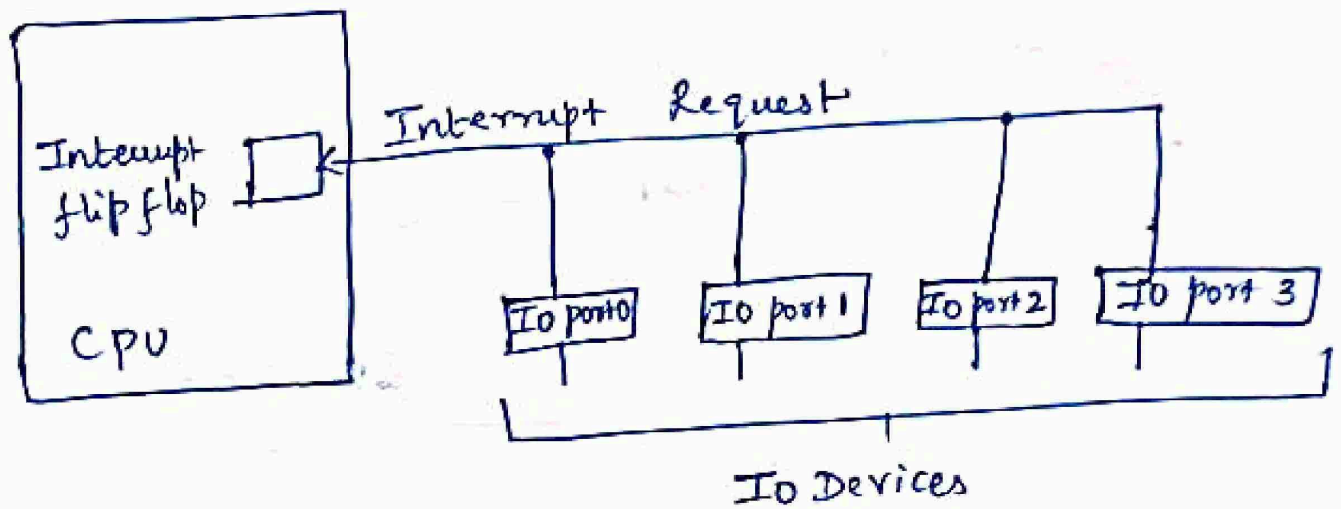 Interrupt Request
Interrupt
flip flop
CPU
IO port0
IO port 1
IO port 2
IO port 3
IO Devices